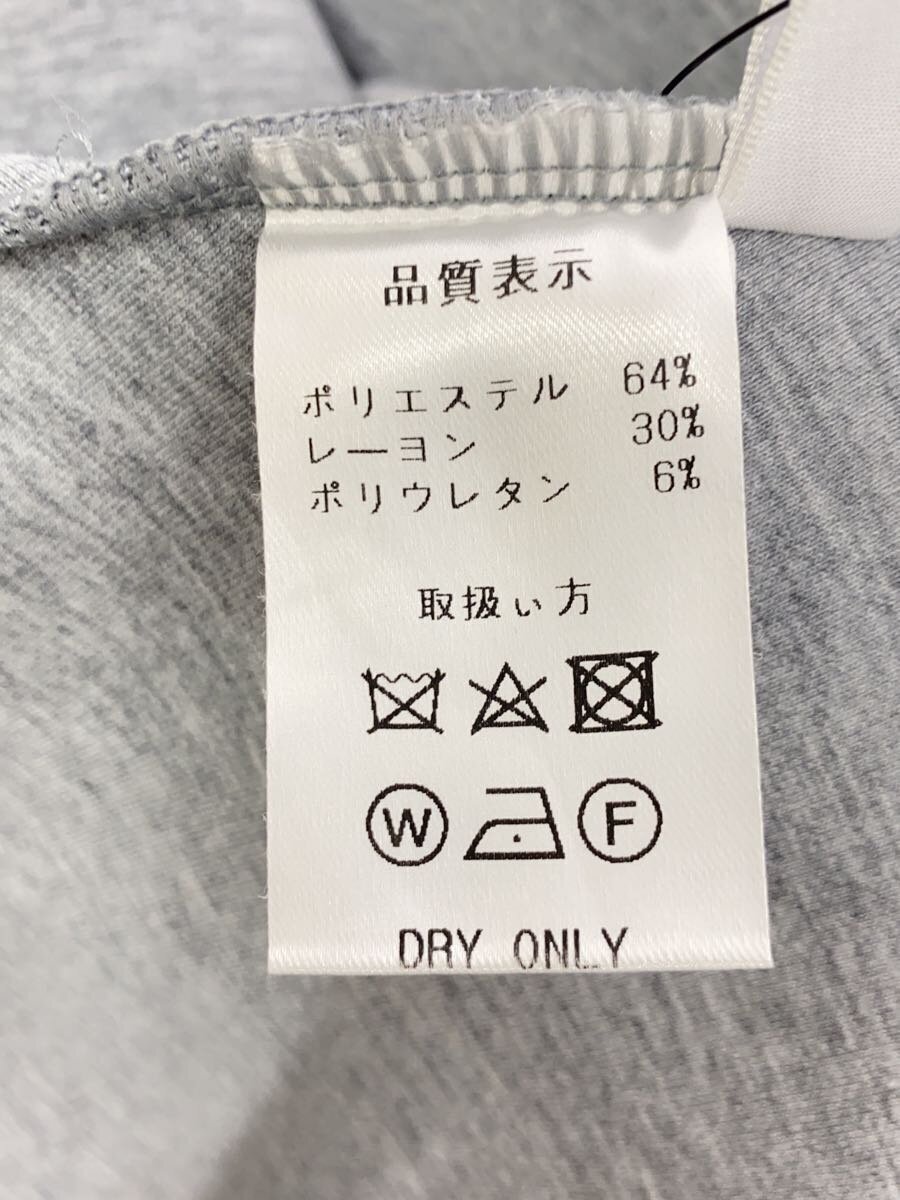 品質表示
ポリエステル 64%
レーヨン 30%
ポリウレタン 6%
取扱い方
W F
DRY ONLY